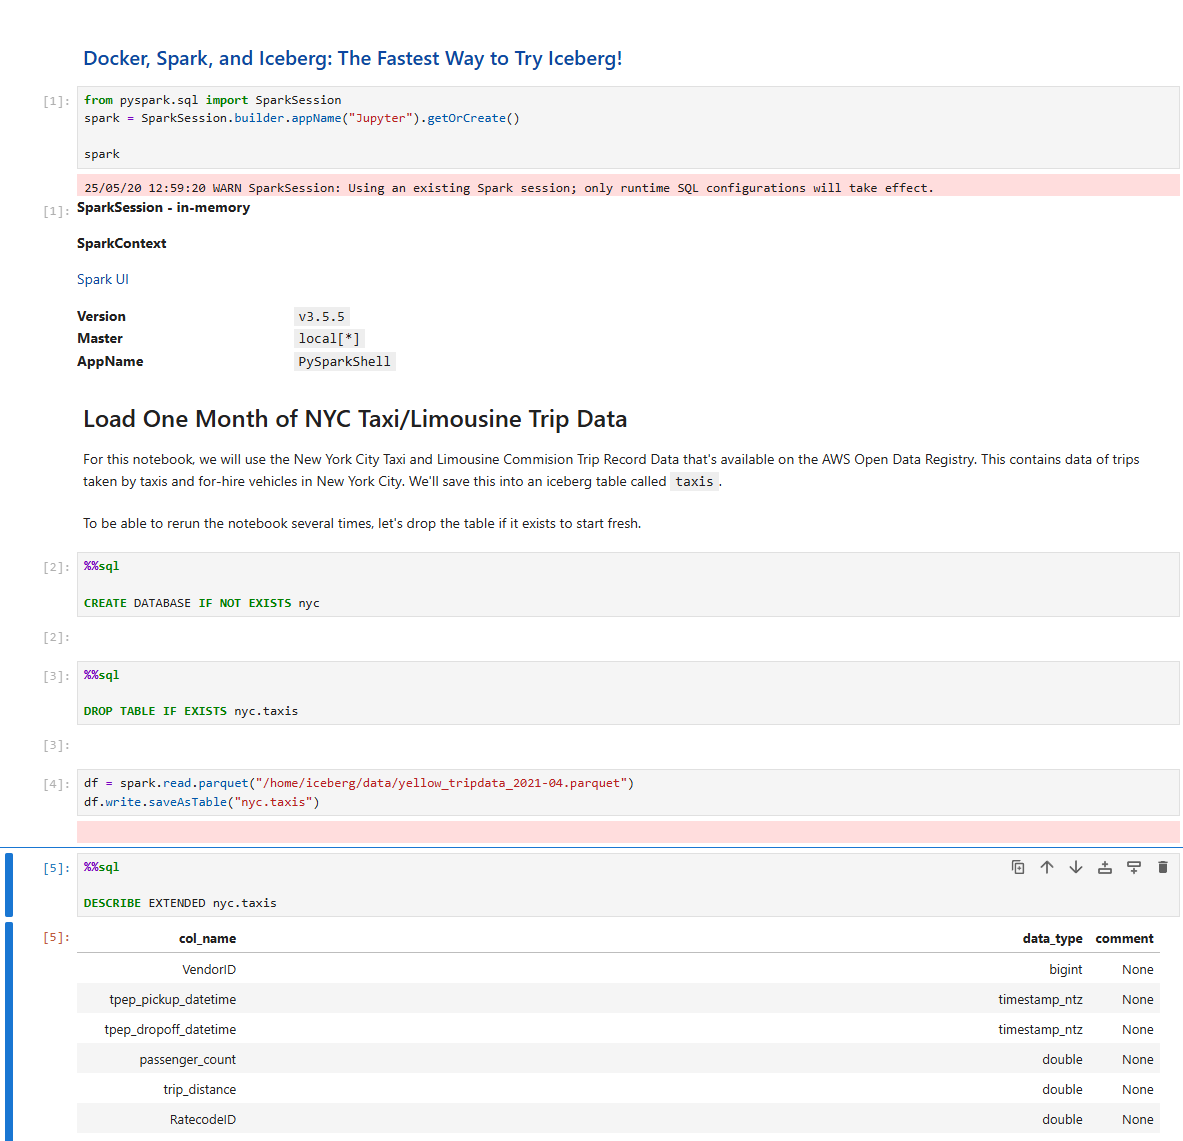 Docker, Spark, and Iceberg: The Fastest Way to Try Iceberg!
[1]: from pyspark.sql import SparkSession
spark = SparkSession.builder.appName("Jupyter").getOrCreate()
spark
25/05/20 12:59:20 WARN SparkSession: Using an existing Spark session; only runtime SQL configurations will take effect.
[1]: SparkSession - in-memory
SparkContext
Spark UI
Version v3.5.5
Master local[*]
AppName PySparkShell
Load One Month of NYC Taxi/Limousine Trip Data
For this notebook, we will use the New York City Taxi and Limousine Commision Trip Record Data that's available on the AWS Open Data Registry. This contains data of trips
taken by taxis and for-hire vehicles in New York City. We'll save this into an iceberg table called taxis.
To be able to rerun the notebook several times, let's drop the table if it exists to start fresh.
[2]: %%sql
CREATE DATABASE IF NOT EXISTS nyc
[2]:
[3]: %%sql
DROP TABLE IF EXISTS nyc.taxis
[3]:
[4]: df = spark.read.parquet("/home/iceberg/data/yellow_tripdata_2021-04.parquet")
df.write.saveAsTable("nyc.taxis")
[5]: %%sql
DESCRIBE EXTENDED nyc.taxis
[5]: col_name data_type comment
VendorID bigint None
tpep_pickup_datetime timestamp_ntz None
tpep_dropoff_datetime timestamp_ntz None
passenger_count double None
trip_distance double None
RatecodeID double None